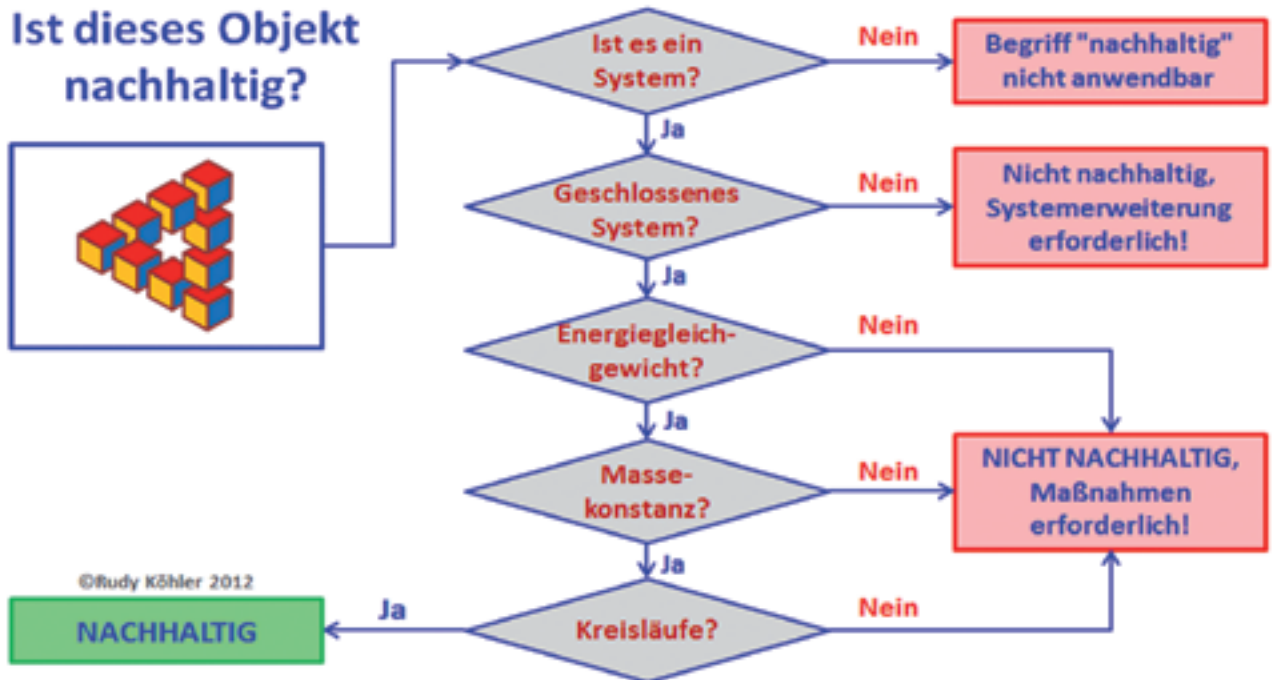 Ist dieses Objekt
nachhaltig?
Ist es ein
System?
Nein
Begriff "nachhaltig"
nicht anwendbar
Ja
Geschlossenes
System?
Nein
Nicht nachhaltig,
Systemerweiterung
erforderlich!
Ja
Energiegleich-
gewicht?
Nein
Ja
Masse-
konstanz?
Nein
NICHT NACHHALTIG,
Maßnahmen
erforderlich!
Ja
Kreisläufe?
Nein
Ja
©Rudy Köhler 2012
NACHHALTIG